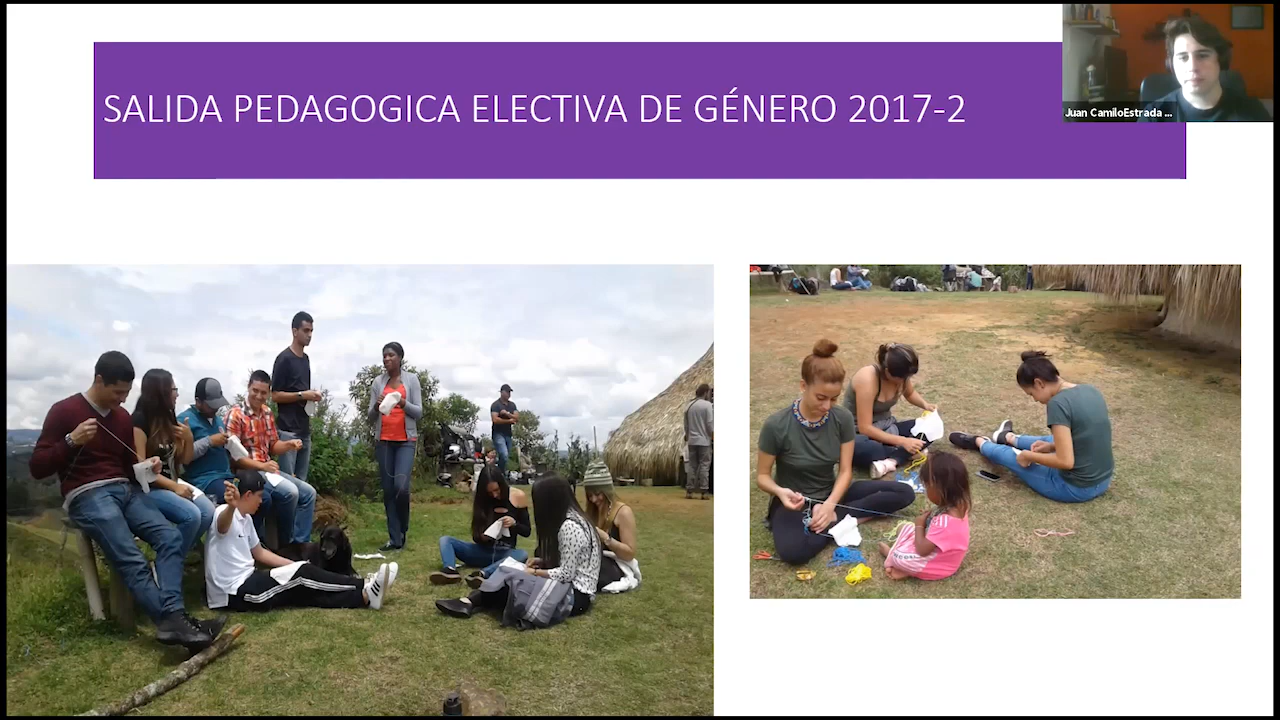 SALIDA PEDAGOGICA ELECTIVA DE GÉNERO 2017-2
Juan CamiloEstrada ...